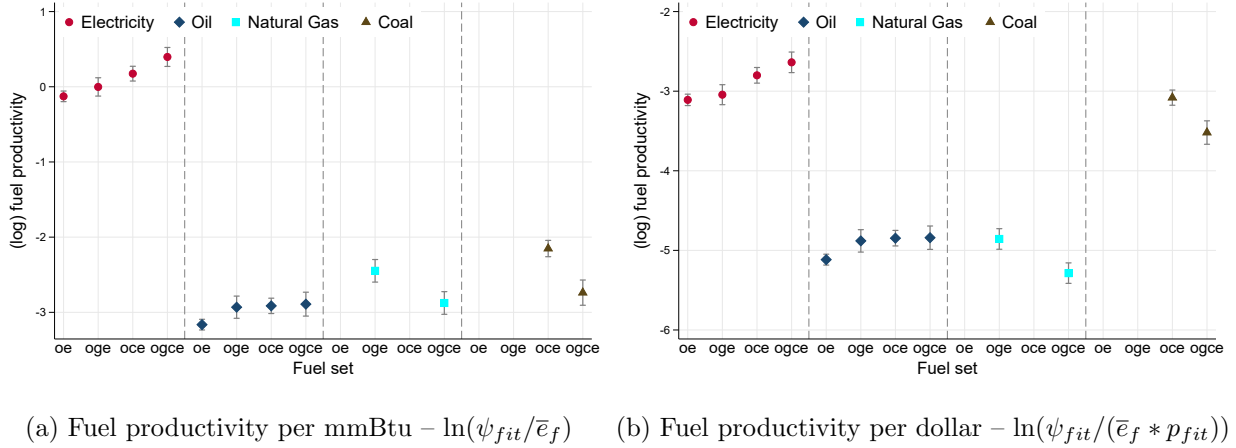 Electricity Oil Natural Gas Coal
1
0
-1
-2
-3
(log) fuel productivity
oe oge oce ogce oe oge oce ogce oe oge oce ogce oe oge oce ogce
Fuel set
(a) Fuel productivity per mmBtu – ln(ψ_fit/e̅_f)
Electricity Oil Natural Gas Coal
-2
-3
-4
-5
-6
(log) fuel productivity
oe oge oce ogce oe oge oce ogce oe oge oce ogce oe oge oce ogce
Fuel set
(b) Fuel productivity per dollar – ln(ψ_fit/(e̅_f * p_fit))